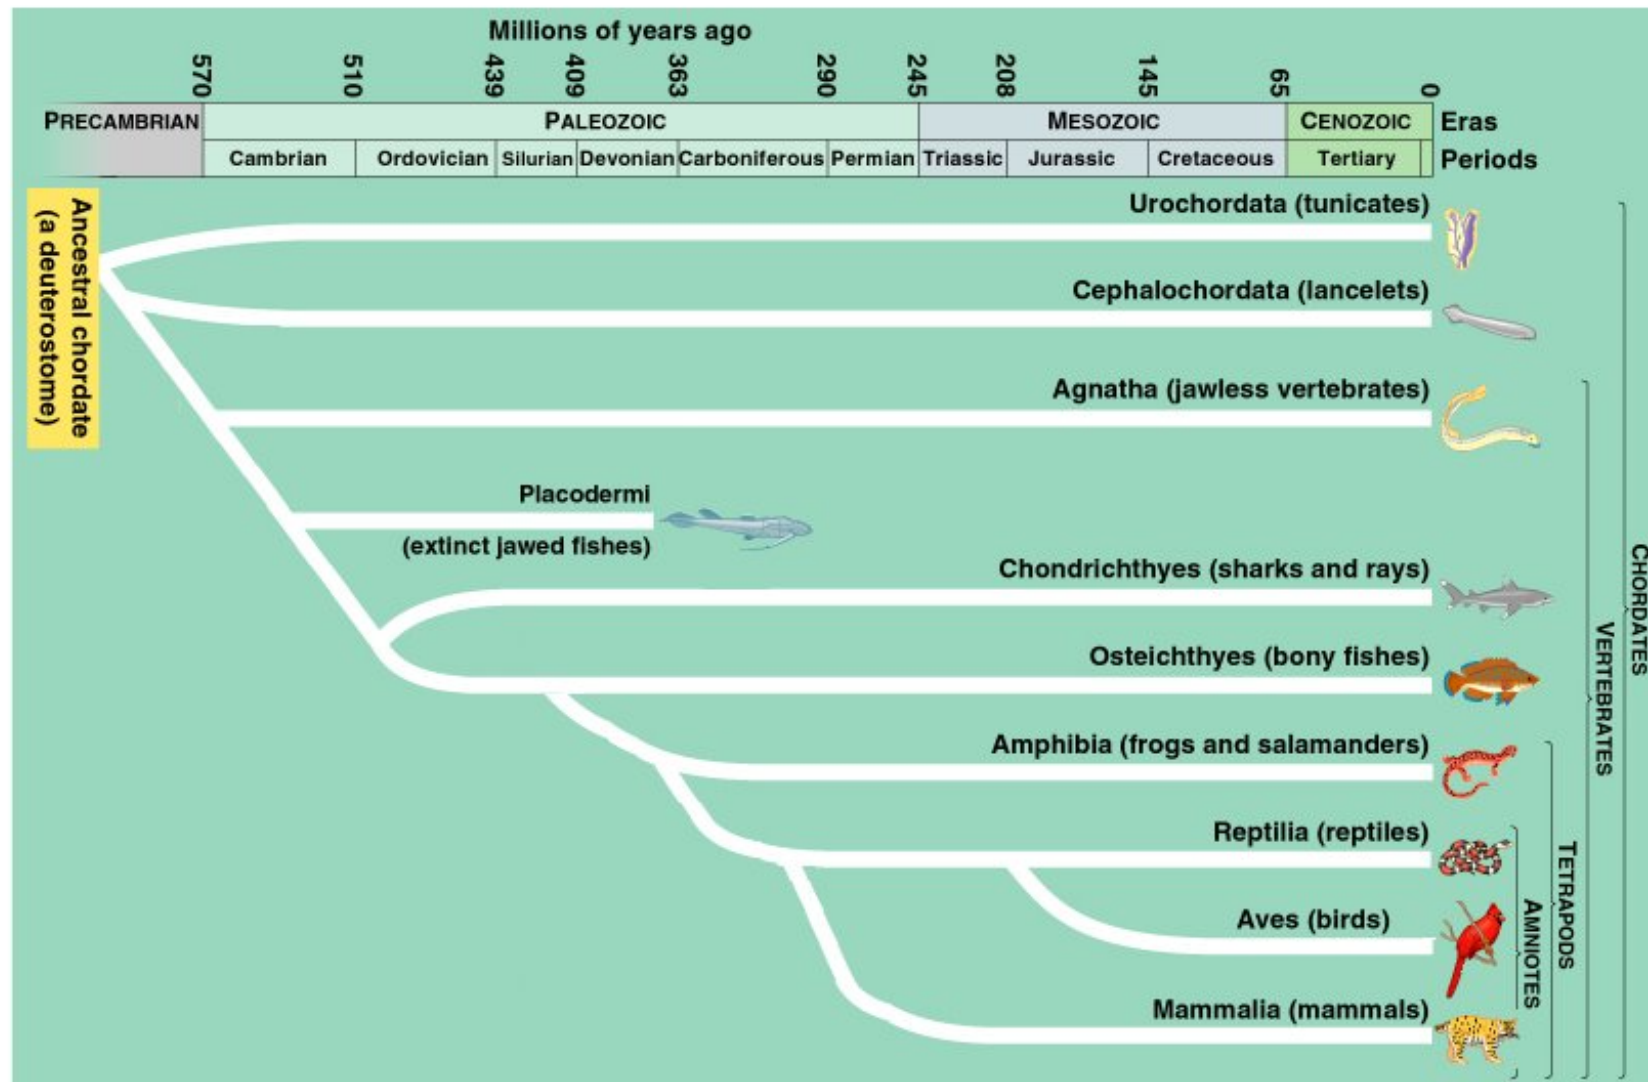 Millions of years ago
570 510 439 409 363 290 245 208 145 65 0
PRECAMBRIAN PALEOZOIC MESOZOIC CENOZOIC Eras
Cambrian Ordovician Silurian Devonian Carboniferous Permian Triassic Jurassic Cretaceous Tertiary Periods
Ancestral chordate
(a deuterostome)
Urochordata (tunicates)
Cephalochordata (lancelets)
Agnatha (jawless vertebrates)
Placodermi
(extinct jawed fishes)
Chondrichthyes (sharks and rays)
Osteichthyes (bony fishes)
Amphibia (frogs and salamanders)
Reptilia (reptiles)
Aves (birds)
Mammalia (mammals)
CHORDATES
VERTEBRATES
TETRAPODS
AMNIOTES